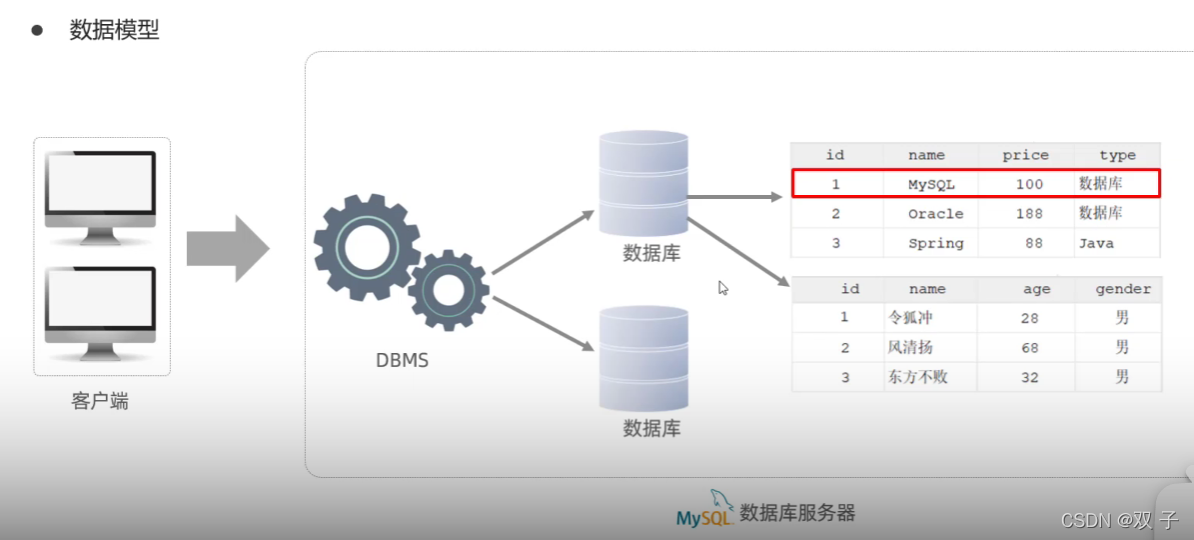 ● 数据模型
客户端
DBMS
数据库
数据库
id name price type
1 MySQL 100 数据库
2 Oracle 188 数据库
3 Spring 88 Java
id name age gender
1 令狐冲 28 男
2 风清扬 68 男
3 东方不败 32 男
MySQL 数据库服务器
CSDN @双 子